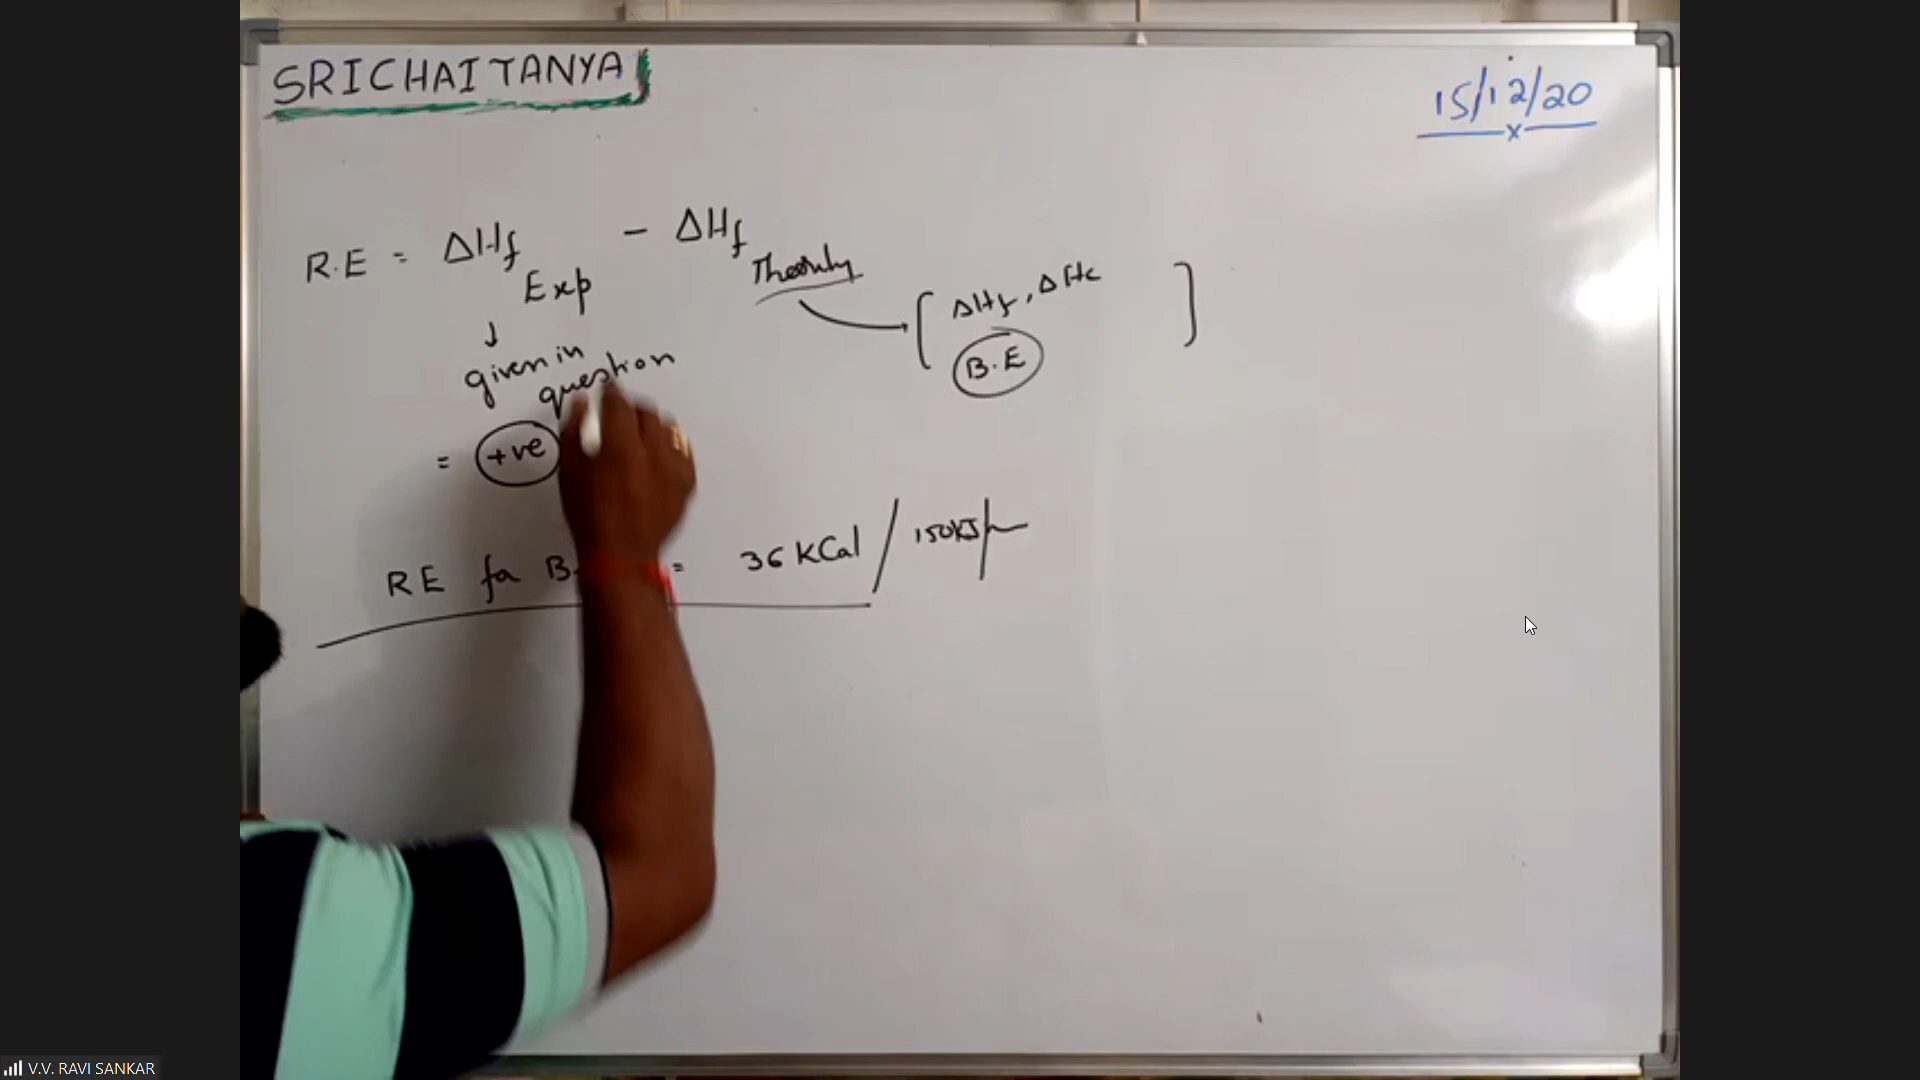 SRICHAITANYA
15/12/20
R.E = ΔHf Exp - ΔHf
[ ΔHf, ΔHc ]
B.E
↓
given in
question
= +ve
RE for B = 36 KCal / 150KJ/
V.V. RAVI SANKAR